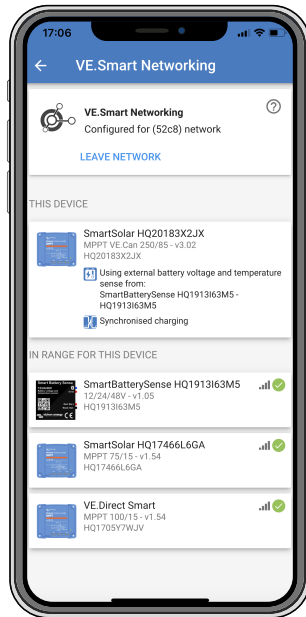 17:06
VE.Smart Networking
VE.Smart Networking
Configured for (52c8) network
LEAVE NETWORK
THIS DEVICE
SmartSolar HQ20183X2JX
MPPT VE.Can 250/85 - v3.02
HQ20183X2JX
Using external battery voltage and temperature
sense from:
SmartBatterySense HQ1913I63M5 -
HQ1913I63M5
Synchronised charging
IN RANGE FOR THIS DEVICE
Smart Battery Sense
SmartBatterySense HQ1913I63M5
12/24/48V - v1.05
HQ1913I63M5
SmartSolar HQ17466L6GA
MPPT 75/15 - v1.54
HQ17466L6GA
VE.Direct Smart
MPPT 100/15 - v1.54
HQ1705Y7WJV